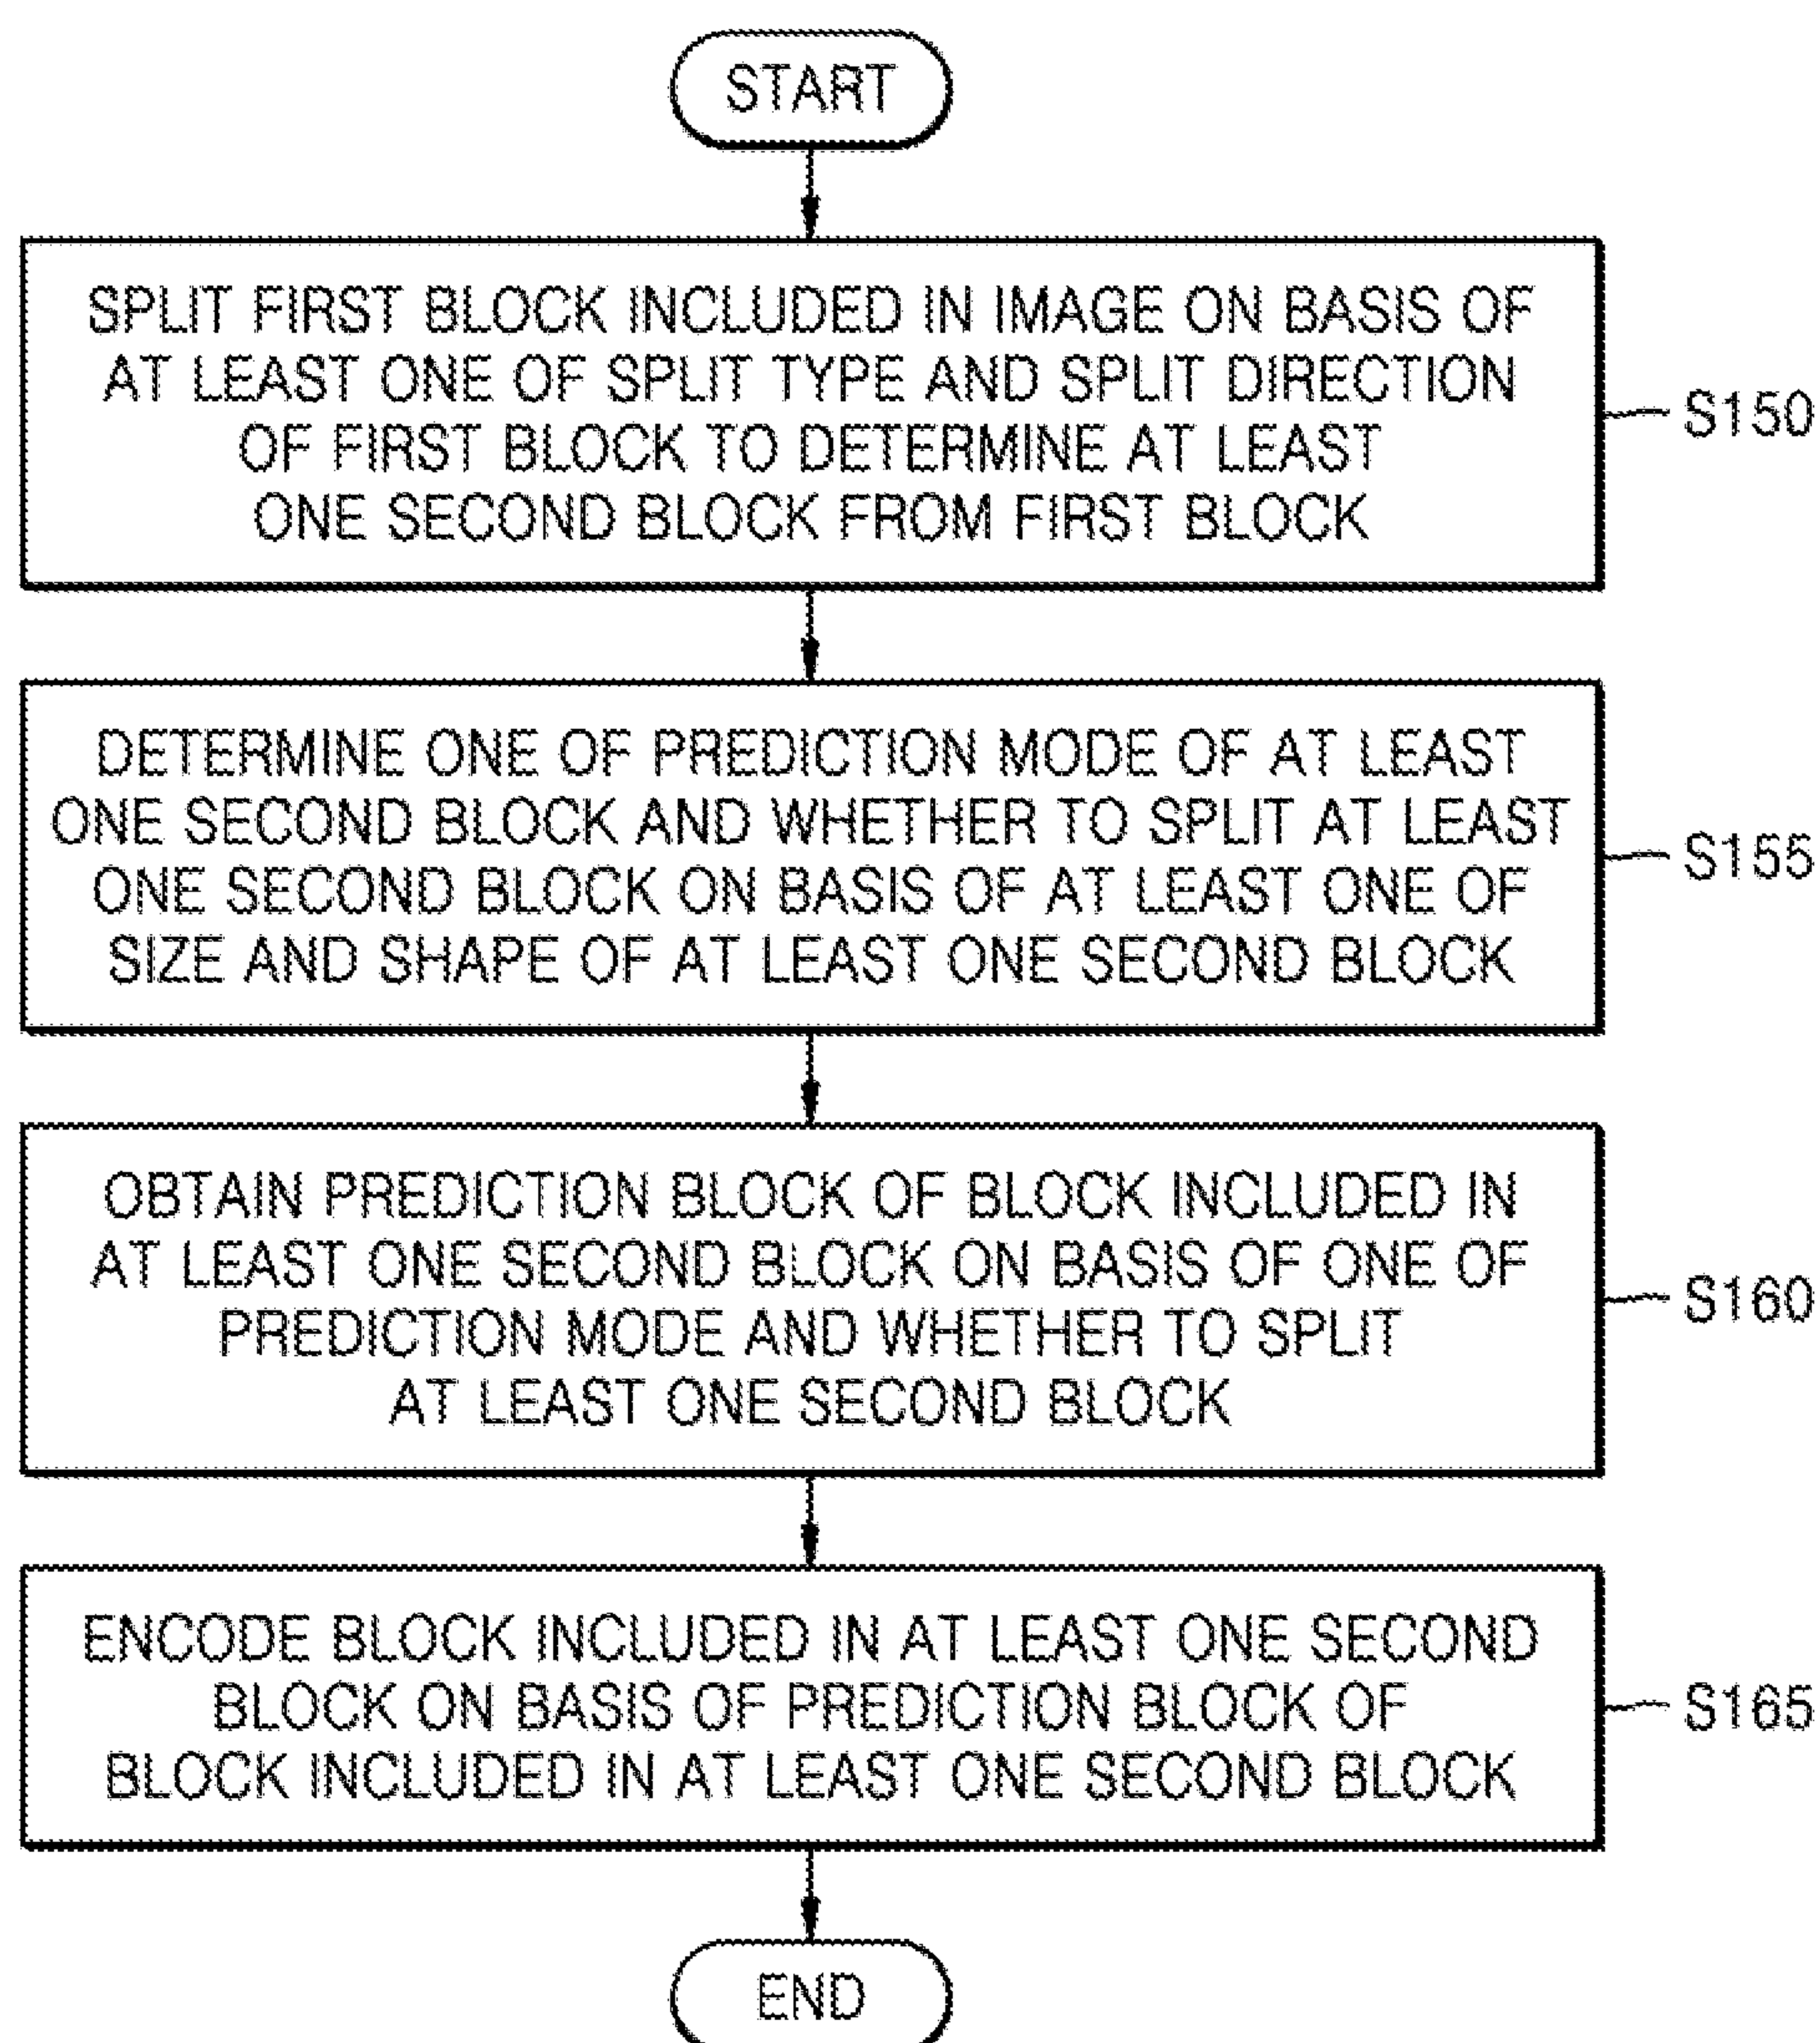 START
SPLIT FIRST BLOCK INCLUDED IN IMAGE ON BASIS OF
AT LEAST ONE OF SPLIT TYPE AND SPLIT DIRECTION
OF FIRST BLOCK TO DETERMINE AT LEAST
ONE SECOND BLOCK FROM FIRST BLOCK
S150
DETERMINE ONE OF PREDICTION MODE OF AT LEAST
ONE SECOND BLOCK AND WHETHER TO SPLIT AT LEAST
ONE SECOND BLOCK ON BASIS OF AT LEAST ONE OF
SIZE AND SHAPE OF AT LEAST ONE SECOND BLOCK
S155
OBTAIN PREDICTION BLOCK OF BLOCK INCLUDED IN
AT LEAST ONE SECOND BLOCK ON BASIS OF ONE OF
PREDICTION MODE AND WHETHER TO SPLIT
AT LEAST ONE SECOND BLOCK
S160
ENCODE BLOCK INCLUDED IN AT LEAST ONE SECOND
BLOCK ON BASIS OF PREDICTION BLOCK OF
BLOCK INCLUDED IN AT LEAST ONE SECOND BLOCK
S165
END